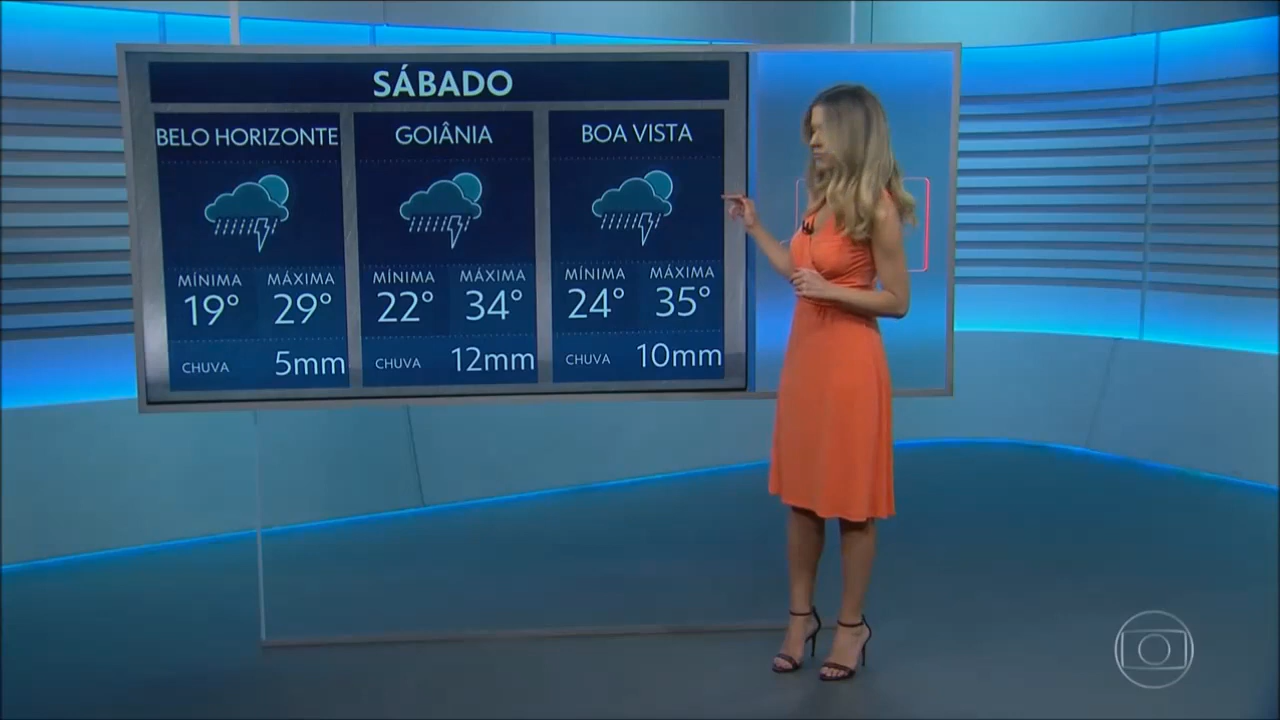 SÁBADO
BELO HORIZONTE
MÍNIMA MÁXIMA
19° 29°
CHUVA 5mm
GOIÂNIA
MÍNIMA MÁXIMA
22° 34°
CHUVA 12mm
BOA VISTA
MÍNIMA MÁXIMA
24° 35°
CHUVA 10mm